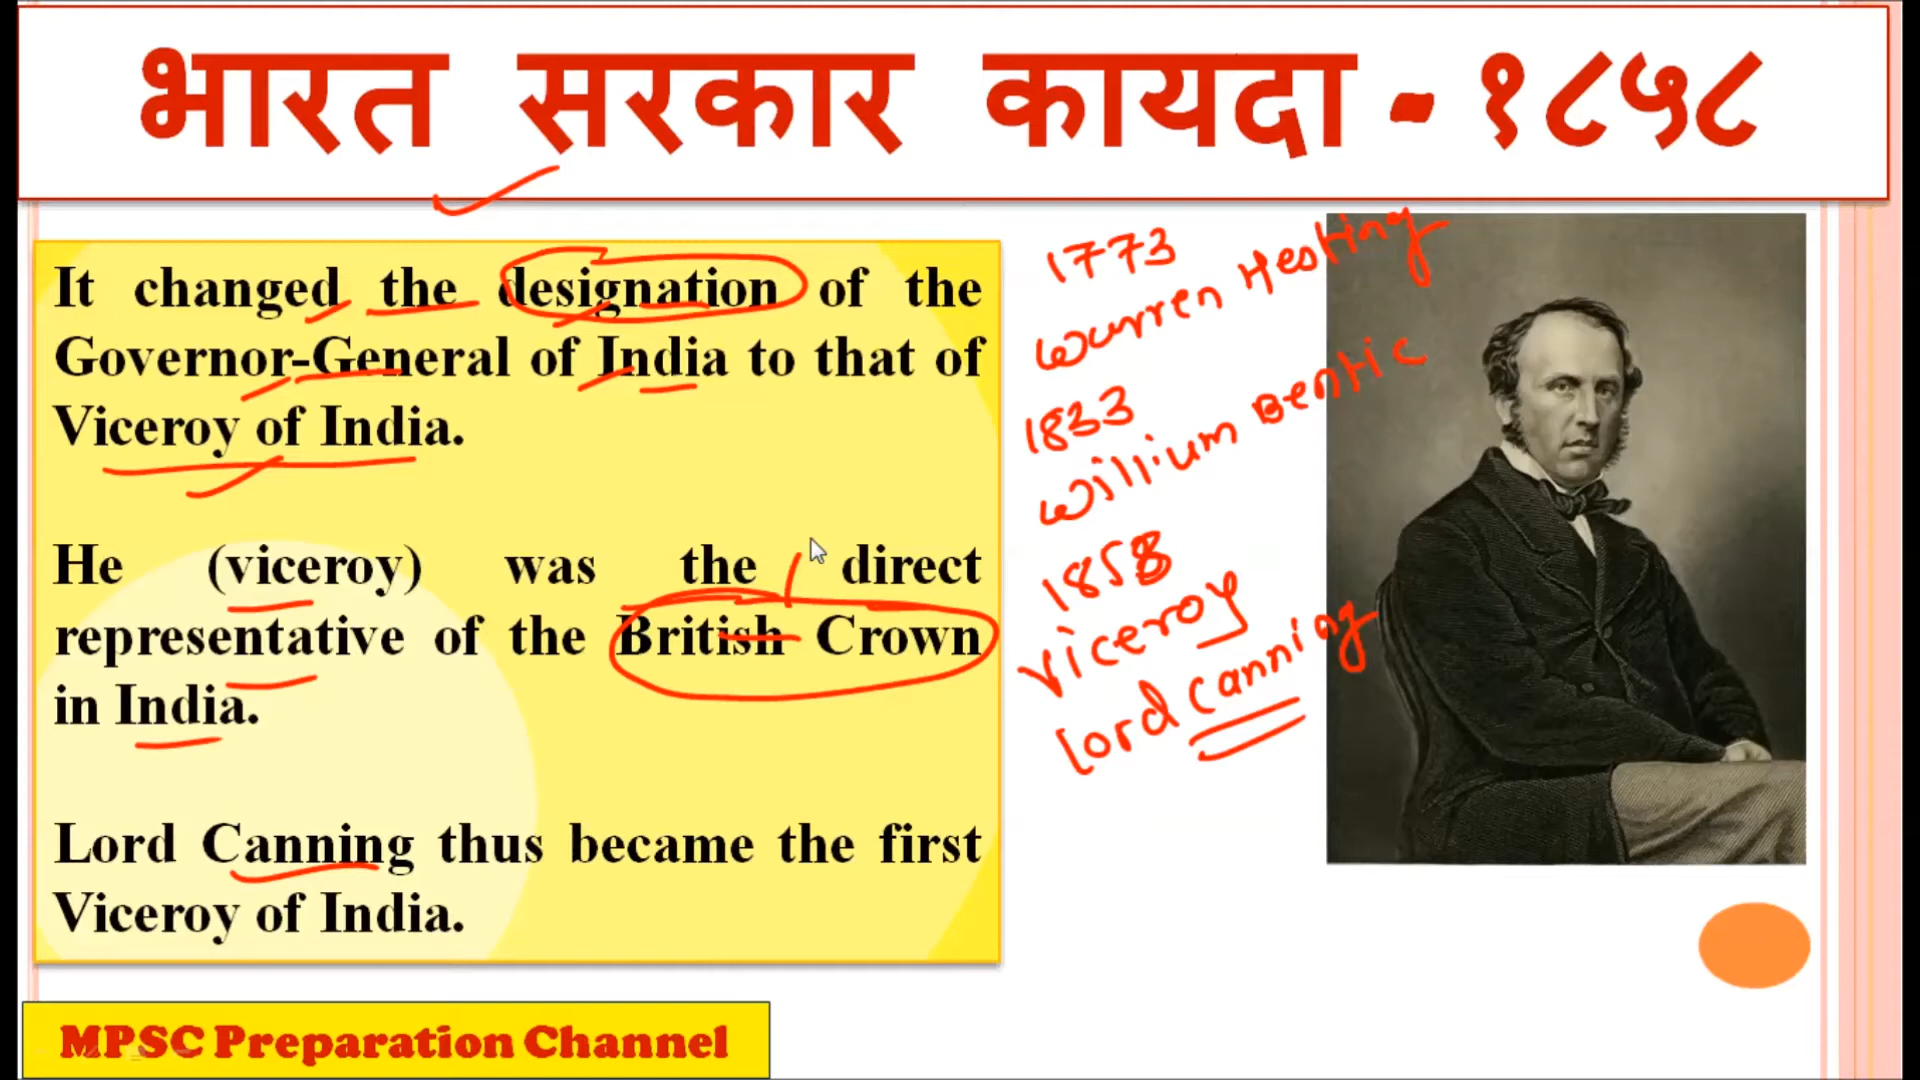 भारत सरकार कायदा - १८५८
It changed the designation of the
Governor-General of India to that of
Viceroy of India.
He (viceroy) was the direct
representative of the British Crown
in India.
Lord Canning thus became the first
Viceroy of India.
1773
Warren Hesting
1833
Willium Bentic
1858
Viceroy
lord Canning
MPSC Preparation Channel